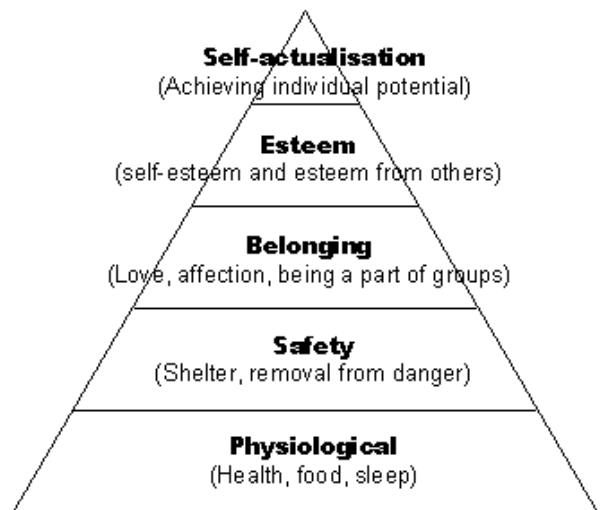 Self-actualisation
(Achieving individual potential)
Esteem
(self-esteem and esteem from others)
Belonging
(Love, affection, being a part of groups)
Safety
(Shelter, removal from danger)
Physiological
(Health, food, sleep)